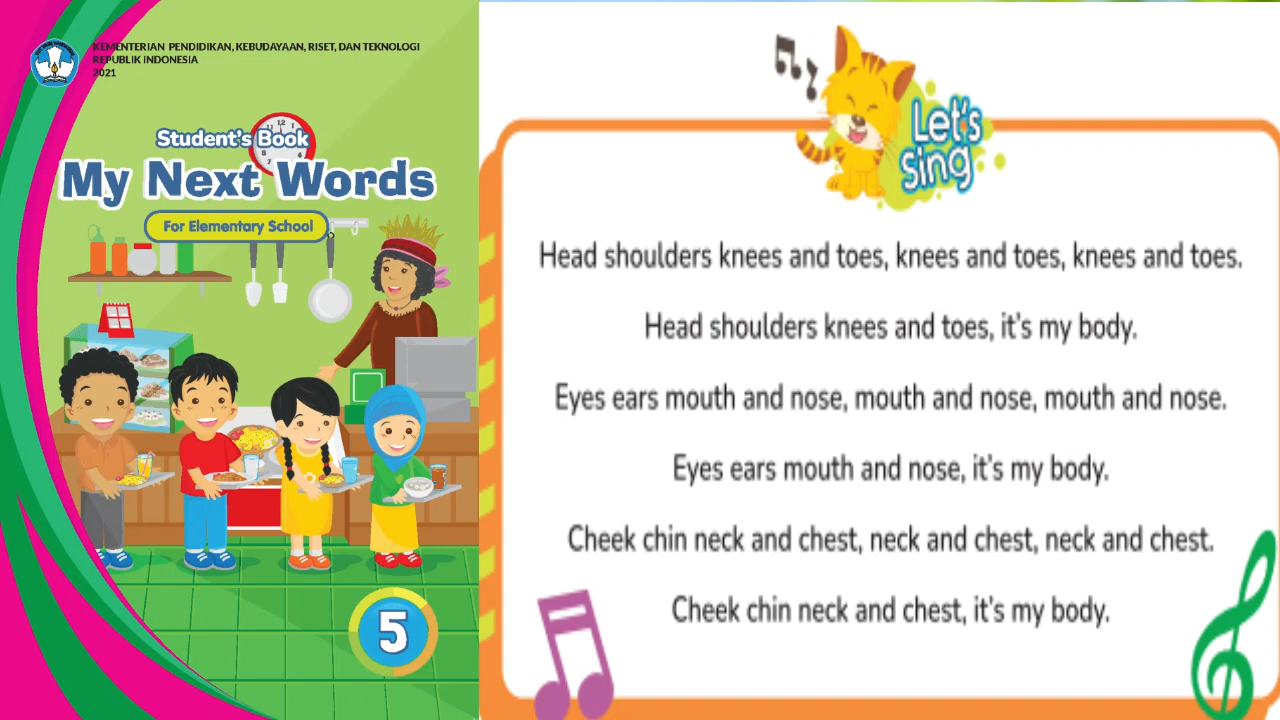 KEMENTERIAN PENDIDIKAN, KEBUDAYAAN, RISET, DAN TEKNOLOGI
REPUBLIK INDONESIA
2021
Student's Book
My Next Words
For Elementary School
5
Let's
Sing
Head shoulders knees and toes, knees and toes, knees and toes.
Head shoulders knees and toes, it's my body.
Eyes ears mouth and nose, mouth and nose, mouth and nose.
Eyes ears mouth and nose, it's my body.
Cheek chin neck and chest, neck and chest, neck and chest.
Cheek chin neck and chest, it's my body.